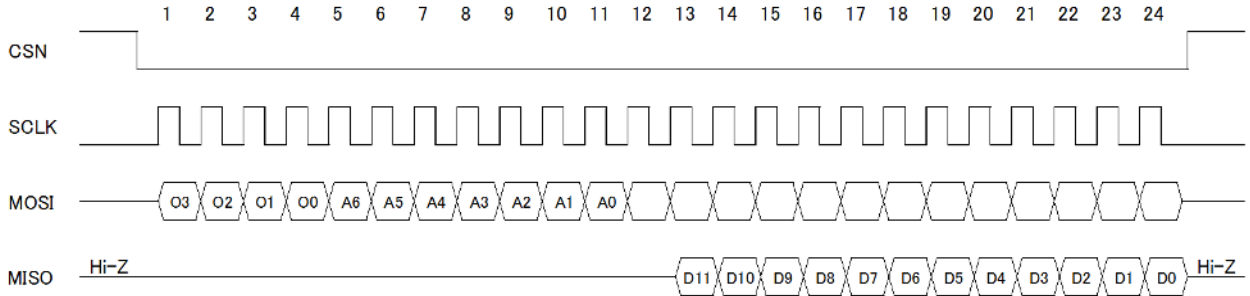 1 2 3 4 5 6 7 8 9 10 11 12 13 14 15 16 17 18 19 20 21 22 23 24
CSN
SCLK
MOSI O3 O2 O1 O0 A6 A5 A4 A3 A2 A1 A0
MISO Hi-Z D11 D10 D9 D8 D7 D6 D5 D4 D3 D2 D1 D0 Hi-Z